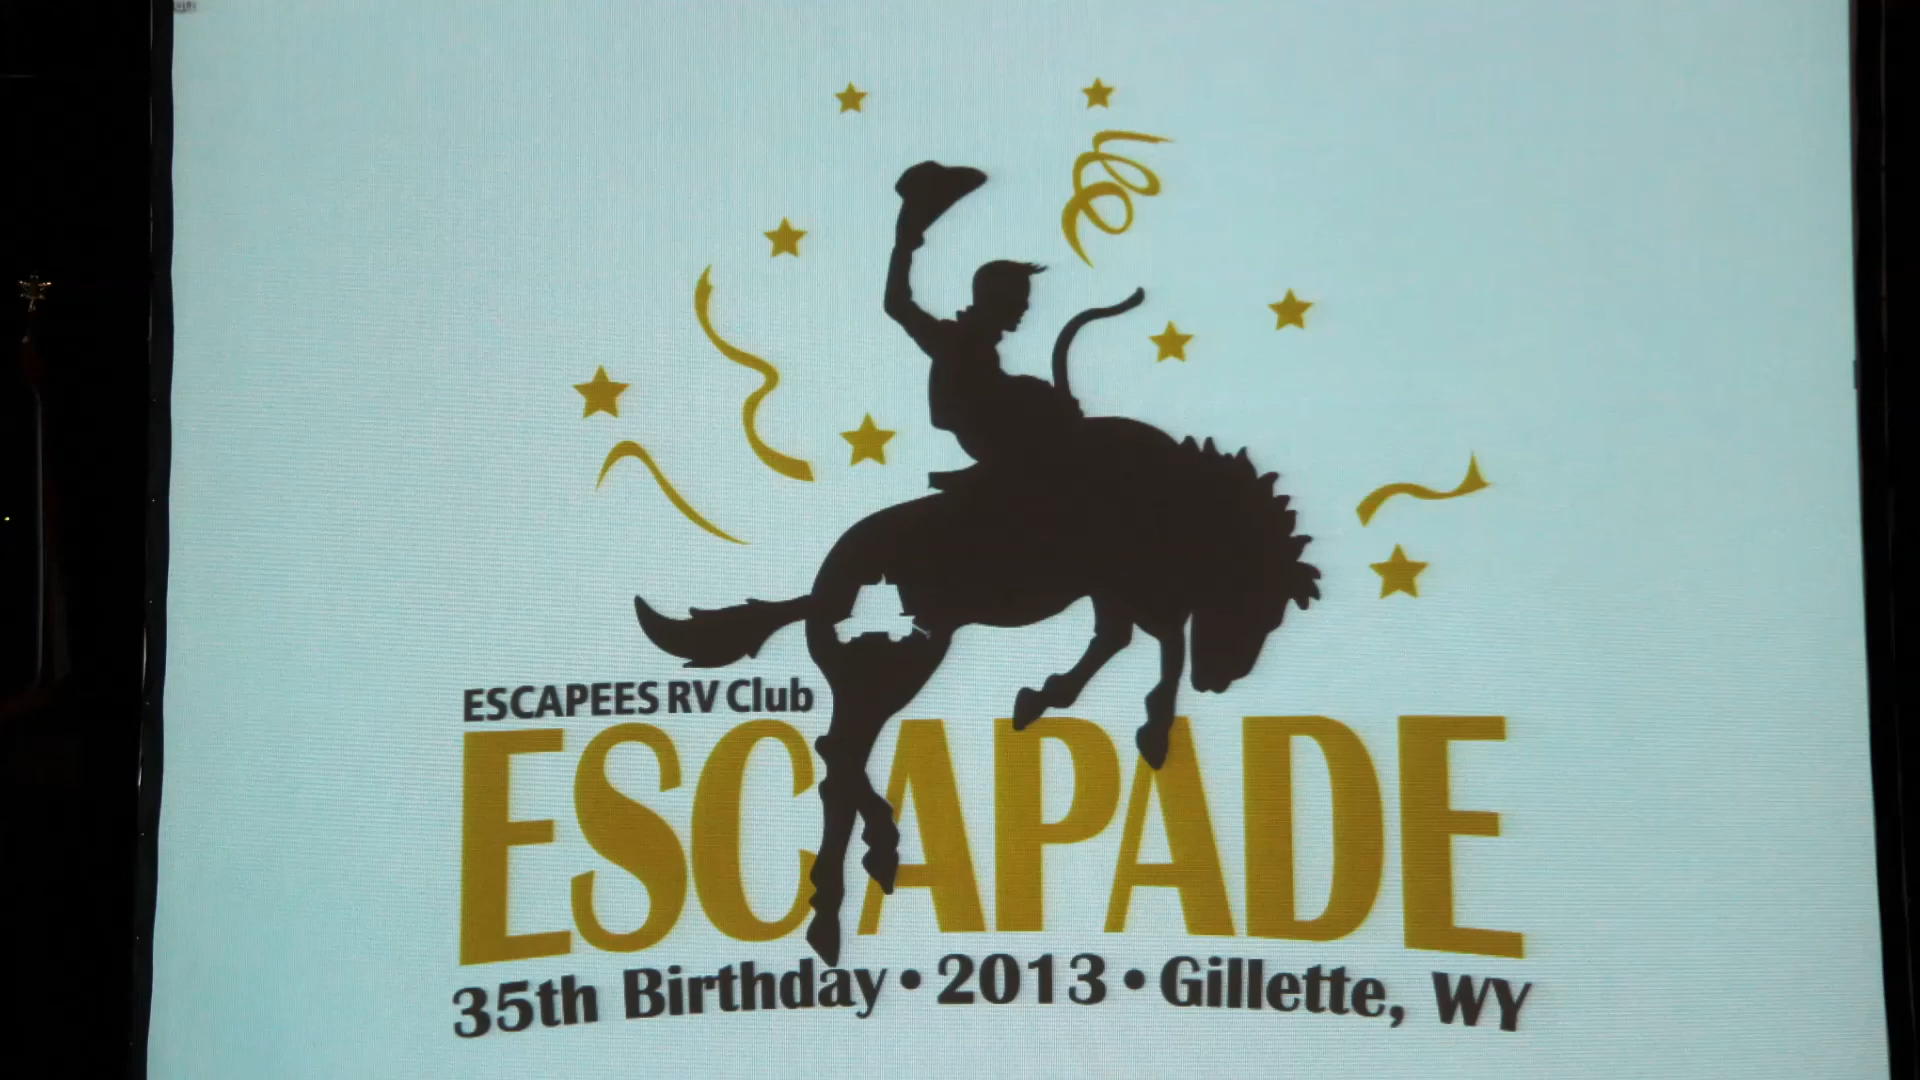 ESCAPEES RV Club
ESCAPADE
35th Birthday • 2013 • Gillette, WY